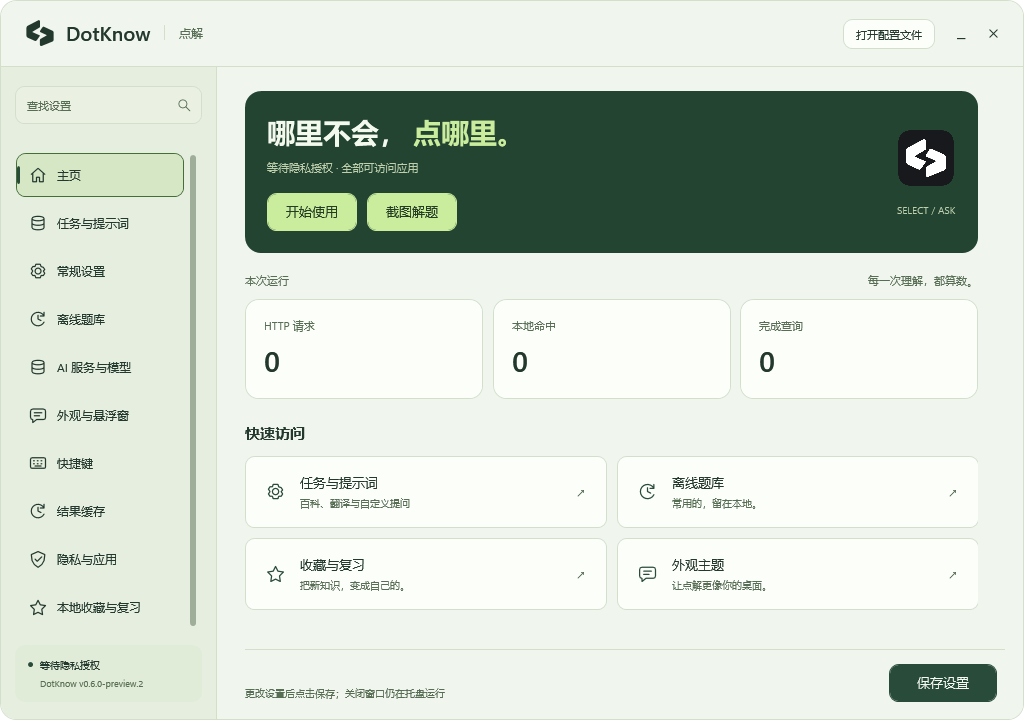 DotKnow 点解
打开配置文件
查找设置
主页
任务与提示词
常规设置
离线题库
AI 服务与模型
外观与悬浮窗
快捷键
结果缓存
隐私与应用
本地收藏与复习
等待隐私授权
DotKnow v0.6.0-preview.2
哪里不会，点哪里。
等待隐私授权 · 全部可访问应用
开始使用
截图解题
SELECT / ASK
本次运行
每一次理解，都算数。
HTTP 请求
0
本地命中
0
完成查询
0
快速访问
任务与提示词
百科、翻译与自定义提问
离线题库
常用的，留在本地。
收藏与复习
把新知识，变成自己的。
外观主题
让点解更像你的桌面。
更改设置后点击保存；关闭窗口仍在托盘运行
保存设置